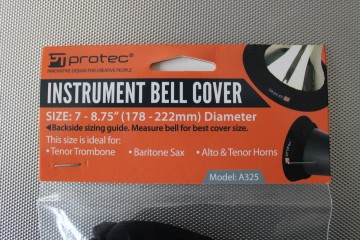 PT protec®
INNOVATIVE DESIGN FOR CREATIVE PEOPLE
INSTRUMENT BELL COVER
SIZE: 7 - 8.75" (178 - 222mm) Diameter
◀Backside sizing guide. Measure bell for best cover size.
This size is ideal for:
• Tenor Trombone • Baritone Sax • Alto & Tenor Horns
Model: A325